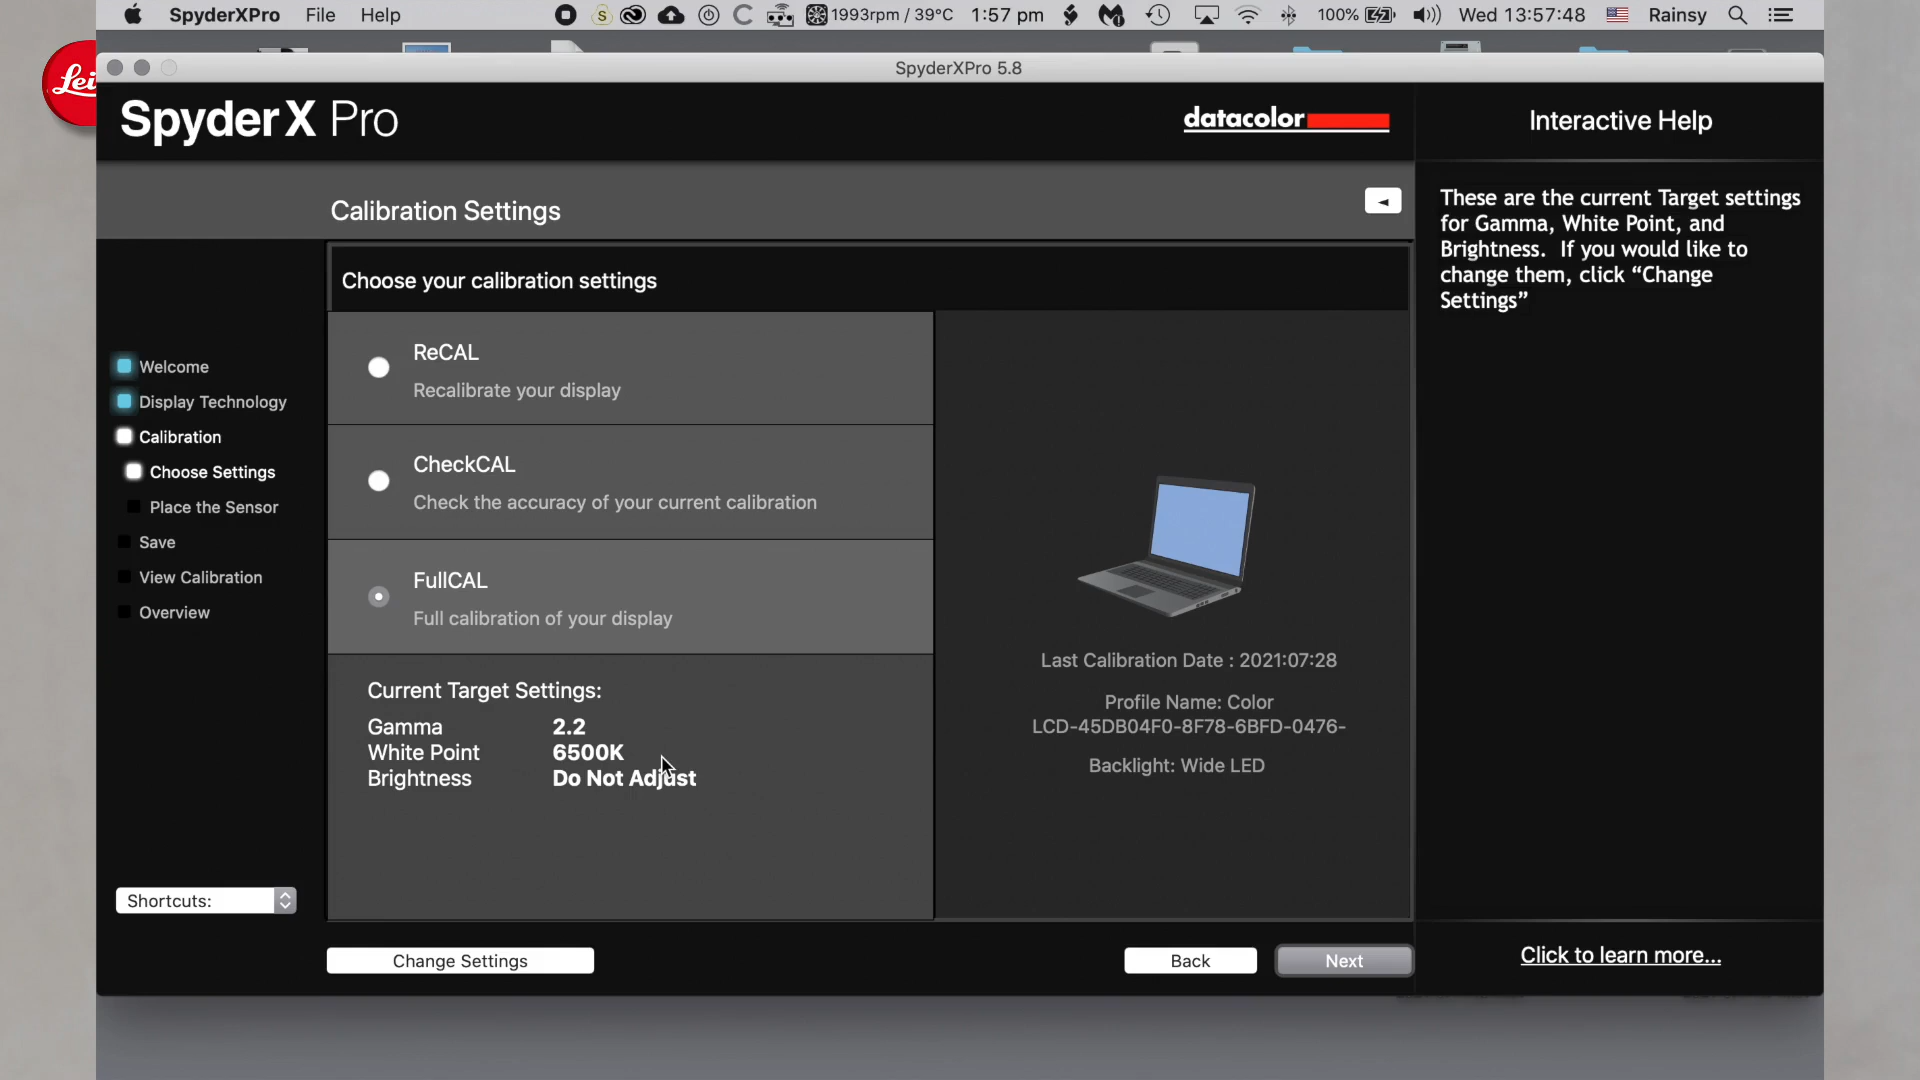 SpyderXPro File Help 1993rpm / 39°C 1:57 pm 100% Wed 13:57:48 Rainsy
Lei
SpyderXPro 5.8
SpyderX Pro
datacolor
Interactive Help
Calibration Settings
These are the current Target settings
for Gamma, White Point, and
Brightness. If you would like to
change them, click “Change
Settings”
Choose your calibration settings
Welcome
Display Technology
Calibration
Choose Settings
Place the Sensor
Save
View Calibration
Overview
ReCAL
Recalibrate your display
CheckCAL
Check the accuracy of your current calibration
FullCAL
Full calibration of your display
Current Target Settings:
Gamma 2.2
White Point 6500K
Brightness Do Not Adjust
Last Calibration Date : 2021:07:28
Profile Name: Color
LCD-45DB04F0-8F78-6BFD-0476-
Backlight: Wide LED
Shortcuts:
Change Settings
Back
Next
Click to learn more...